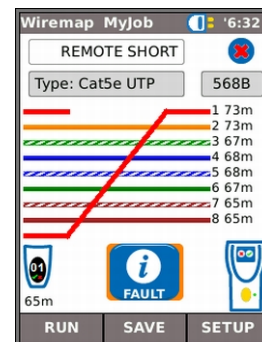 Wiremap MyJob '6:32
REMOTE SHORT
Type: Cat5e UTP 568B
1 73m
2 73m
3 67m
4 68m
5 68m
6 67m
7 65m
8 65m
01
i
65m
FAULT
RUN SAVE SETUP